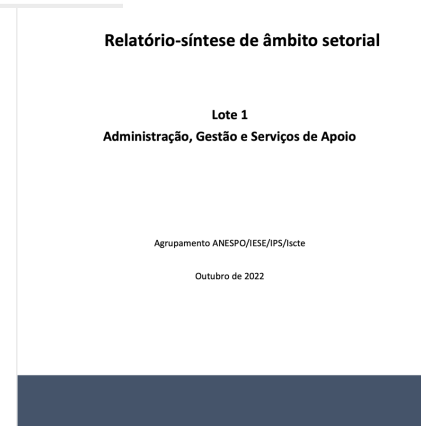 Relatório-síntese de âmbito setorial
Lote 1
Administração, Gestão e Serviços de Apoio
Agrupamento ANESPO/IESE/IPS/Iscte
Outubro de 2022